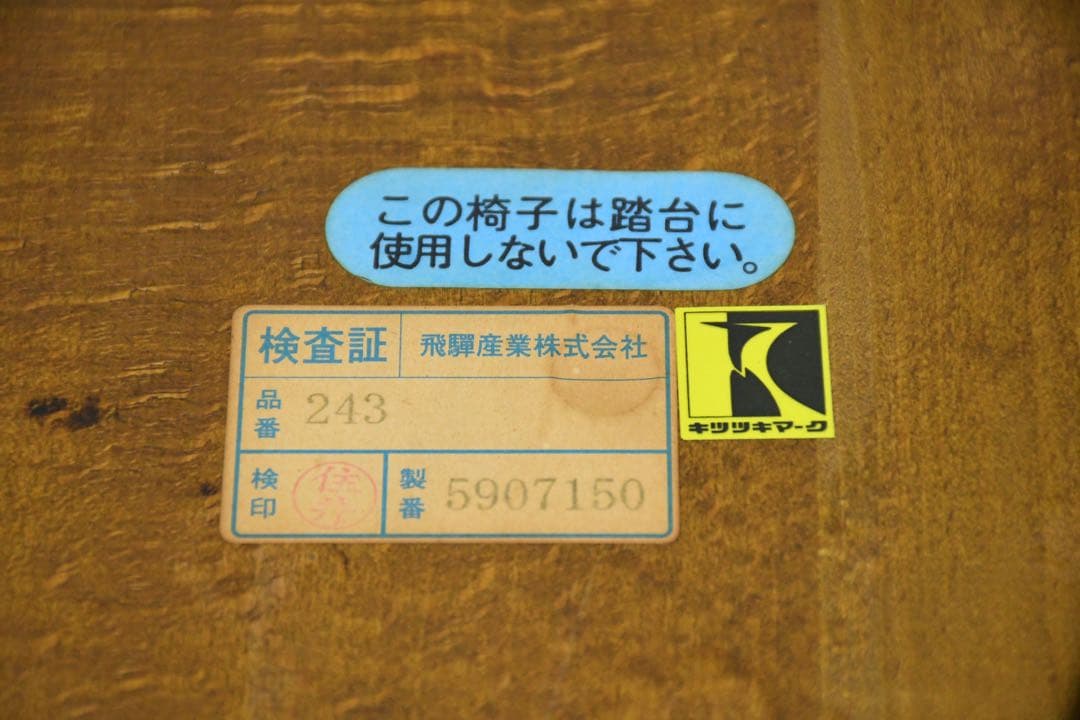 この椅子は踏台に
使用しないで下さい。
検査証 飛驒産業株式会社
品番 243
検印 製番 5907150
キツツキマーク